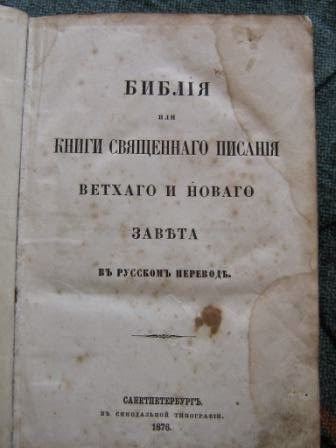 БИБЛІЯ
ИЛИ
КНИГИ СВЯЩЕННАГО ПИСАНІЯ
ВЕТХАГО И НОВАГО
ЗАВѢТА
ВЪ РУССКОМЪ ПЕРЕВОДѢ.
САНКТПЕТЕРБУРГЪ.
ВЪ СИНОДАЛЬНОЙ ТИПОГРАФІИ.
1876.